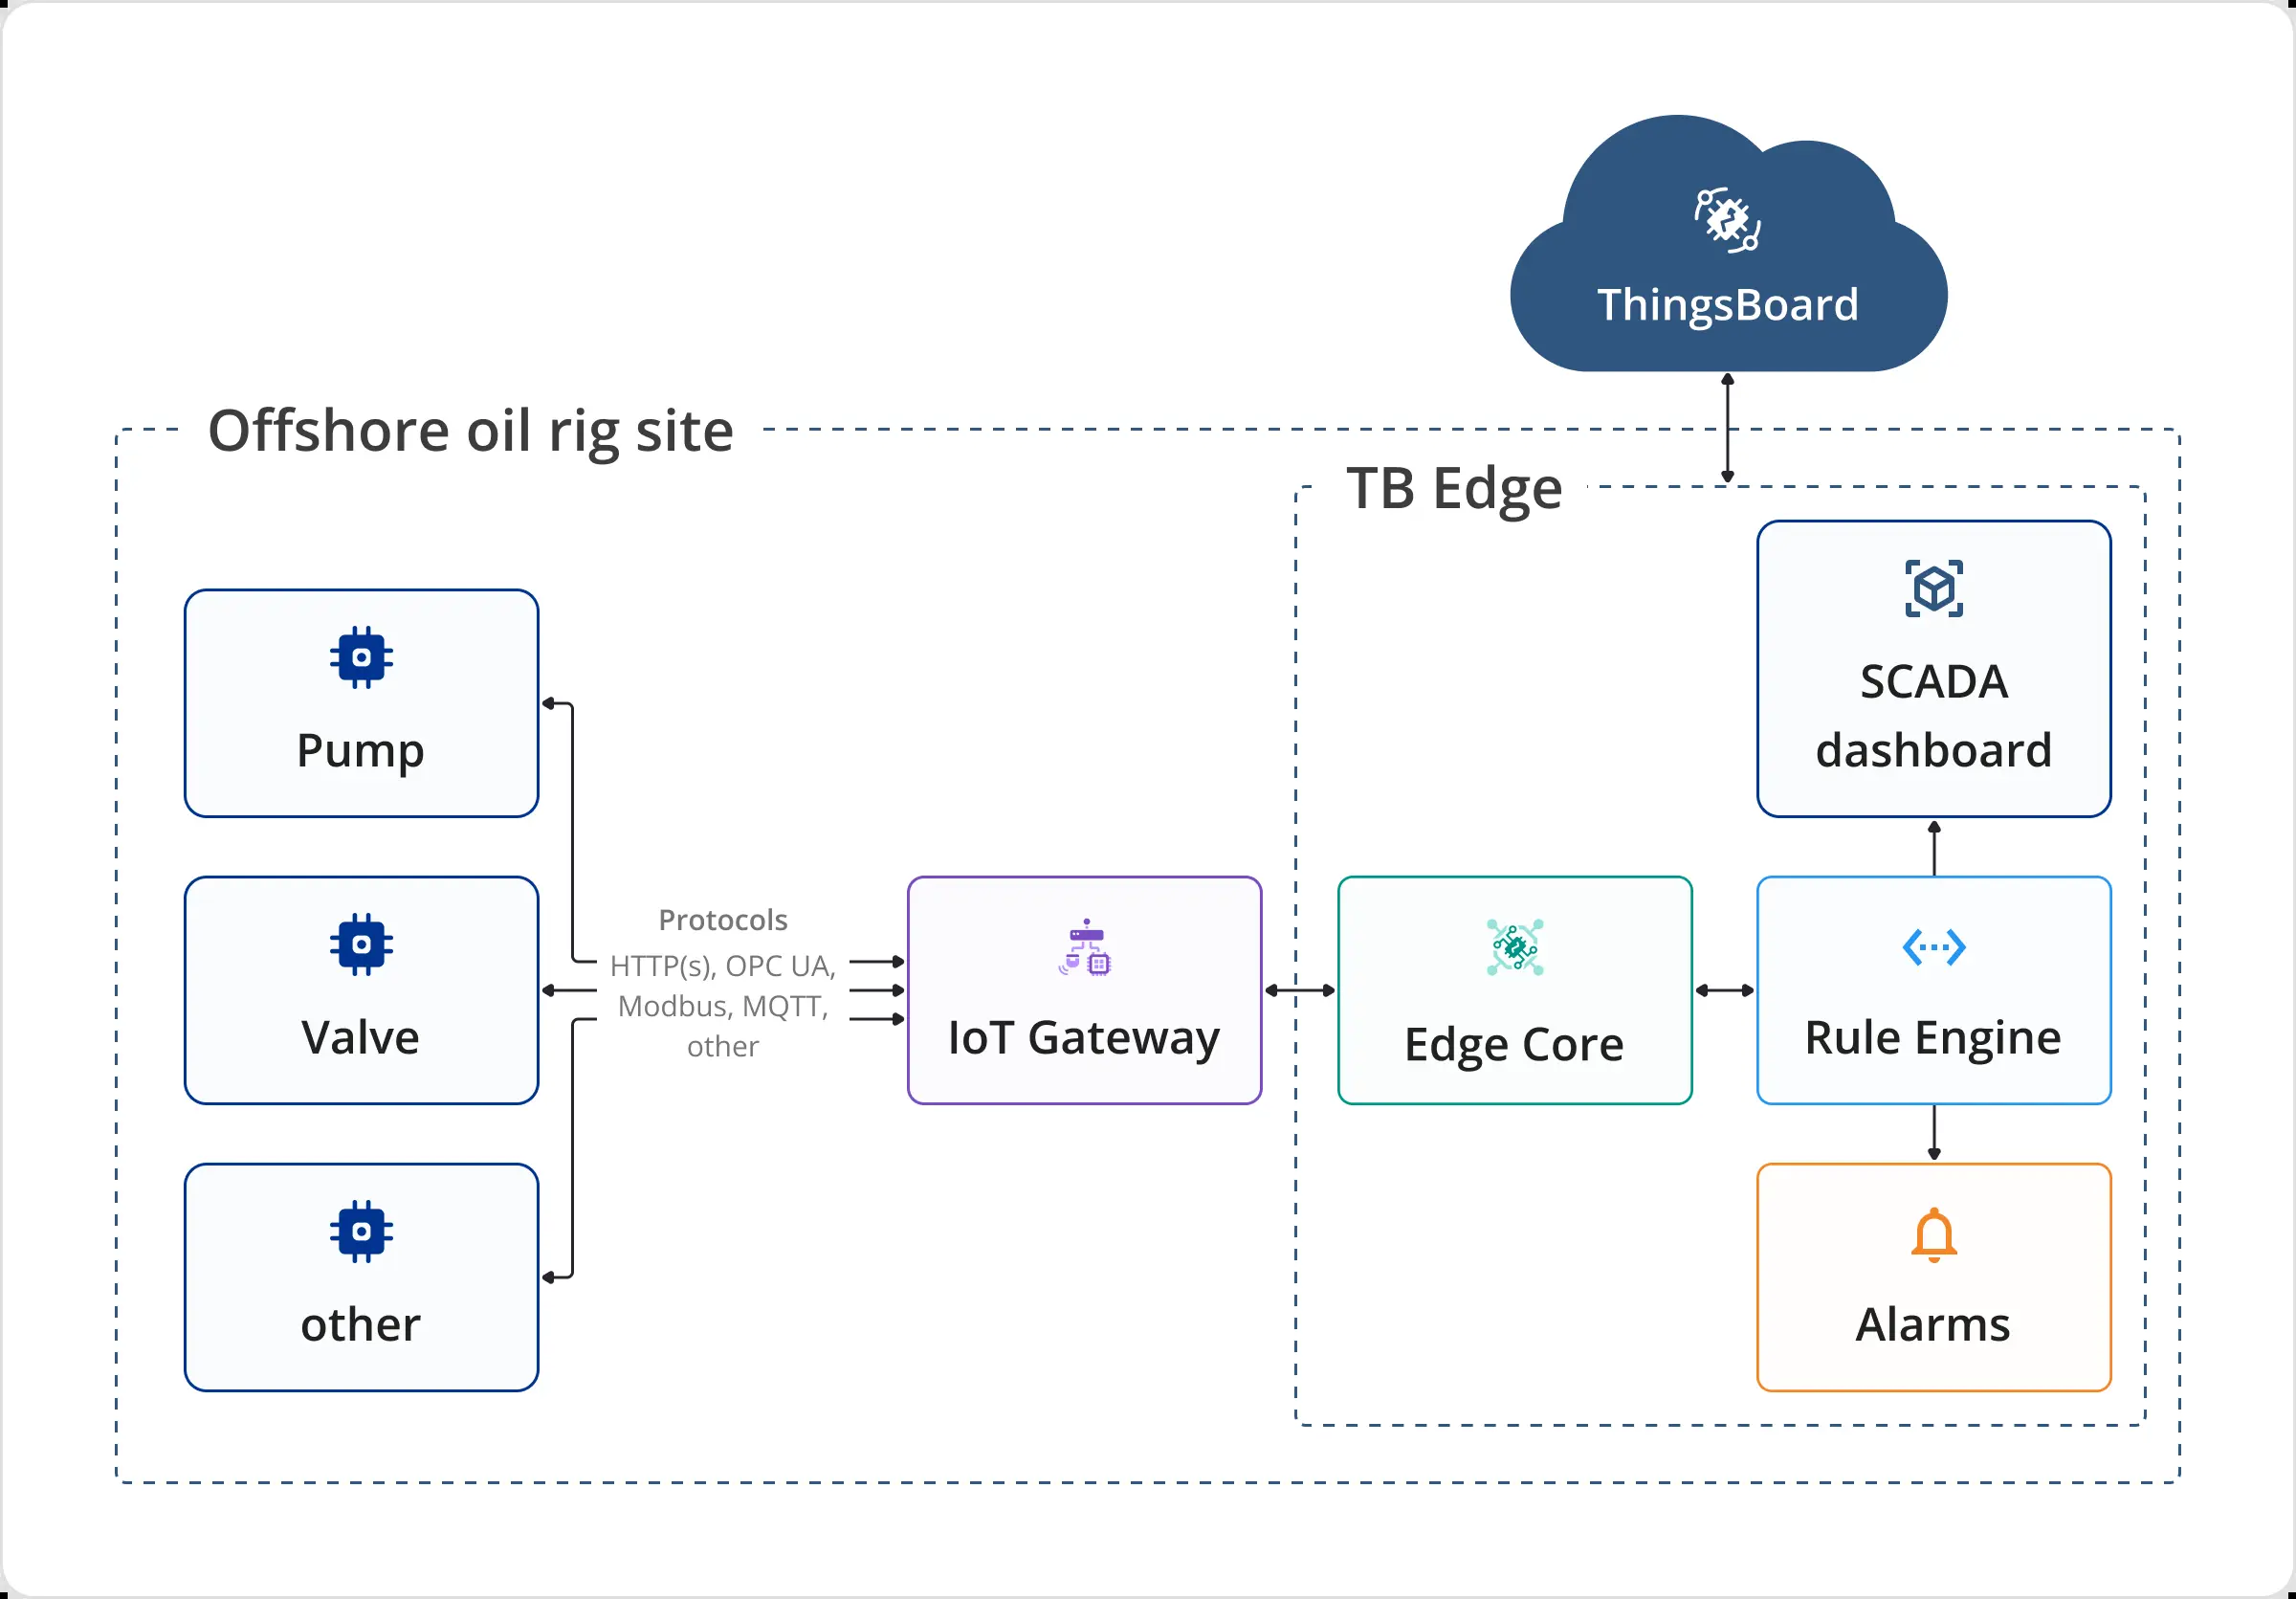 ThingsBoard
Offshore oil rig site
TB Edge
Pump
SCADA
dashboard
Protocols
HTTP(s), OPC UA,
Modbus, MQTT,
other
Valve
IoT Gateway
Edge Core
Rule Engine
other
Alarms